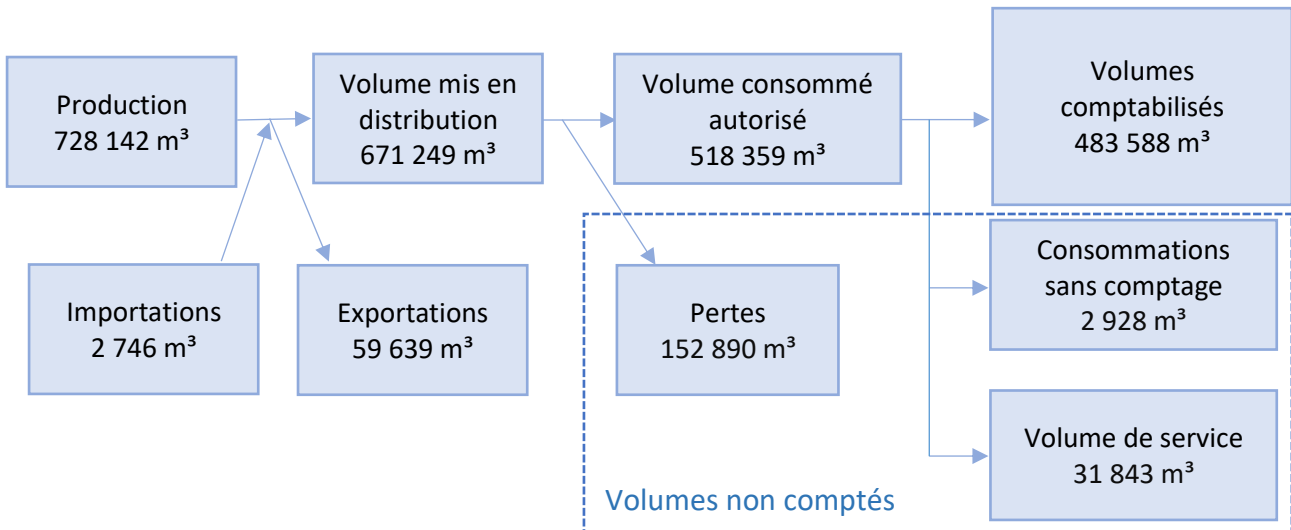 Production
728 142 m³
Volume mis en
distribution
671 249 m³
Volume consommé
autorisé
518 359 m³
Volumes
comptabilisés
483 588 m³
Importations
2 746 m³
Exportations
59 639 m³
Pertes
152 890 m³
Consommations
sans comptage
2 928 m³
Volume de service
31 843 m³
Volumes non comptés